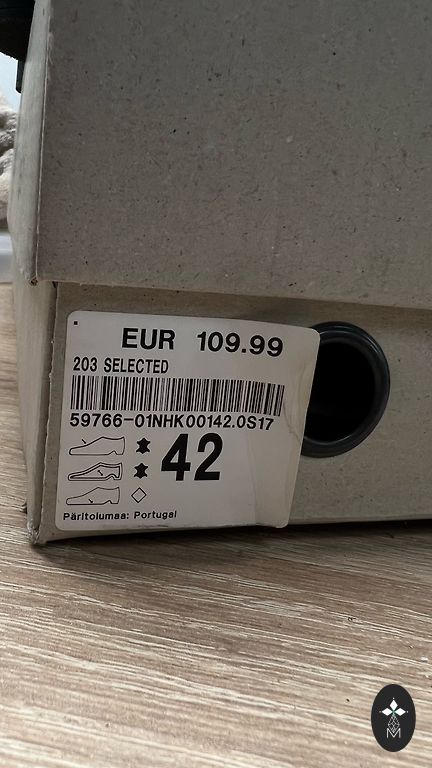 EUR 109.99
203 SELECTED
59766-01NHK00142.0S17
42
Päritolumaa: Portugal